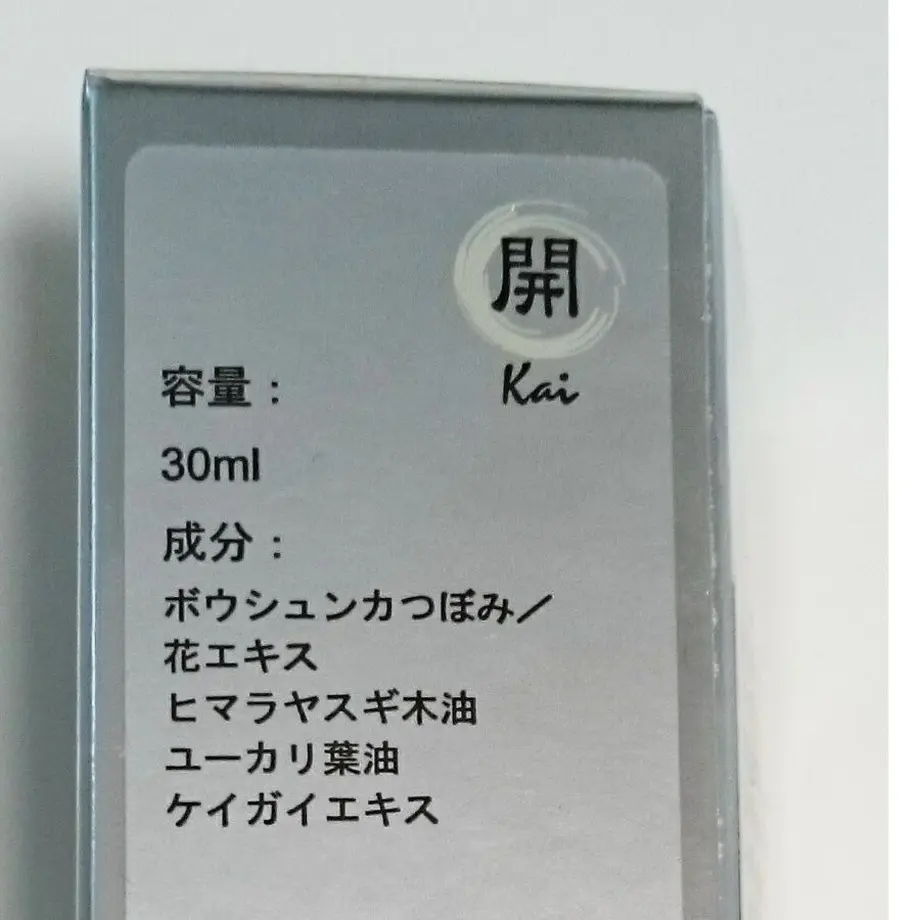 開
Kai
容量：
30ml
成分：
ボウシュンカつぼみ／
花エキス
ヒマラヤスギ木油
ユーカリ葉油
ケイガイエキス